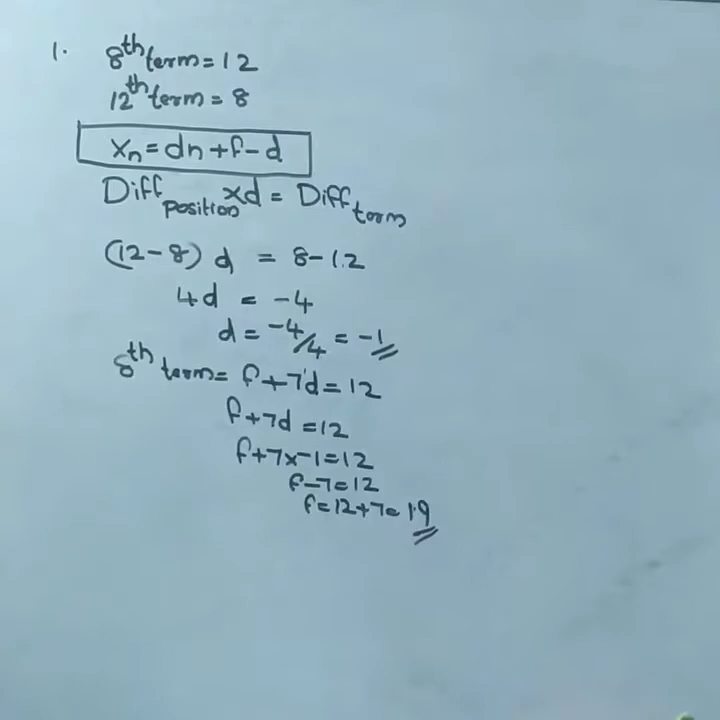 1. 8th term = 12
12th term = 8
xn = dn + f - d
Diff position x d = Diff term
(12-8) d = 8-12
4d = -4
d = -4/4 = -1
8th term = f+7d = 12
f+7d = 12
f+7x-1=12
f-7=12
f=12+7=19